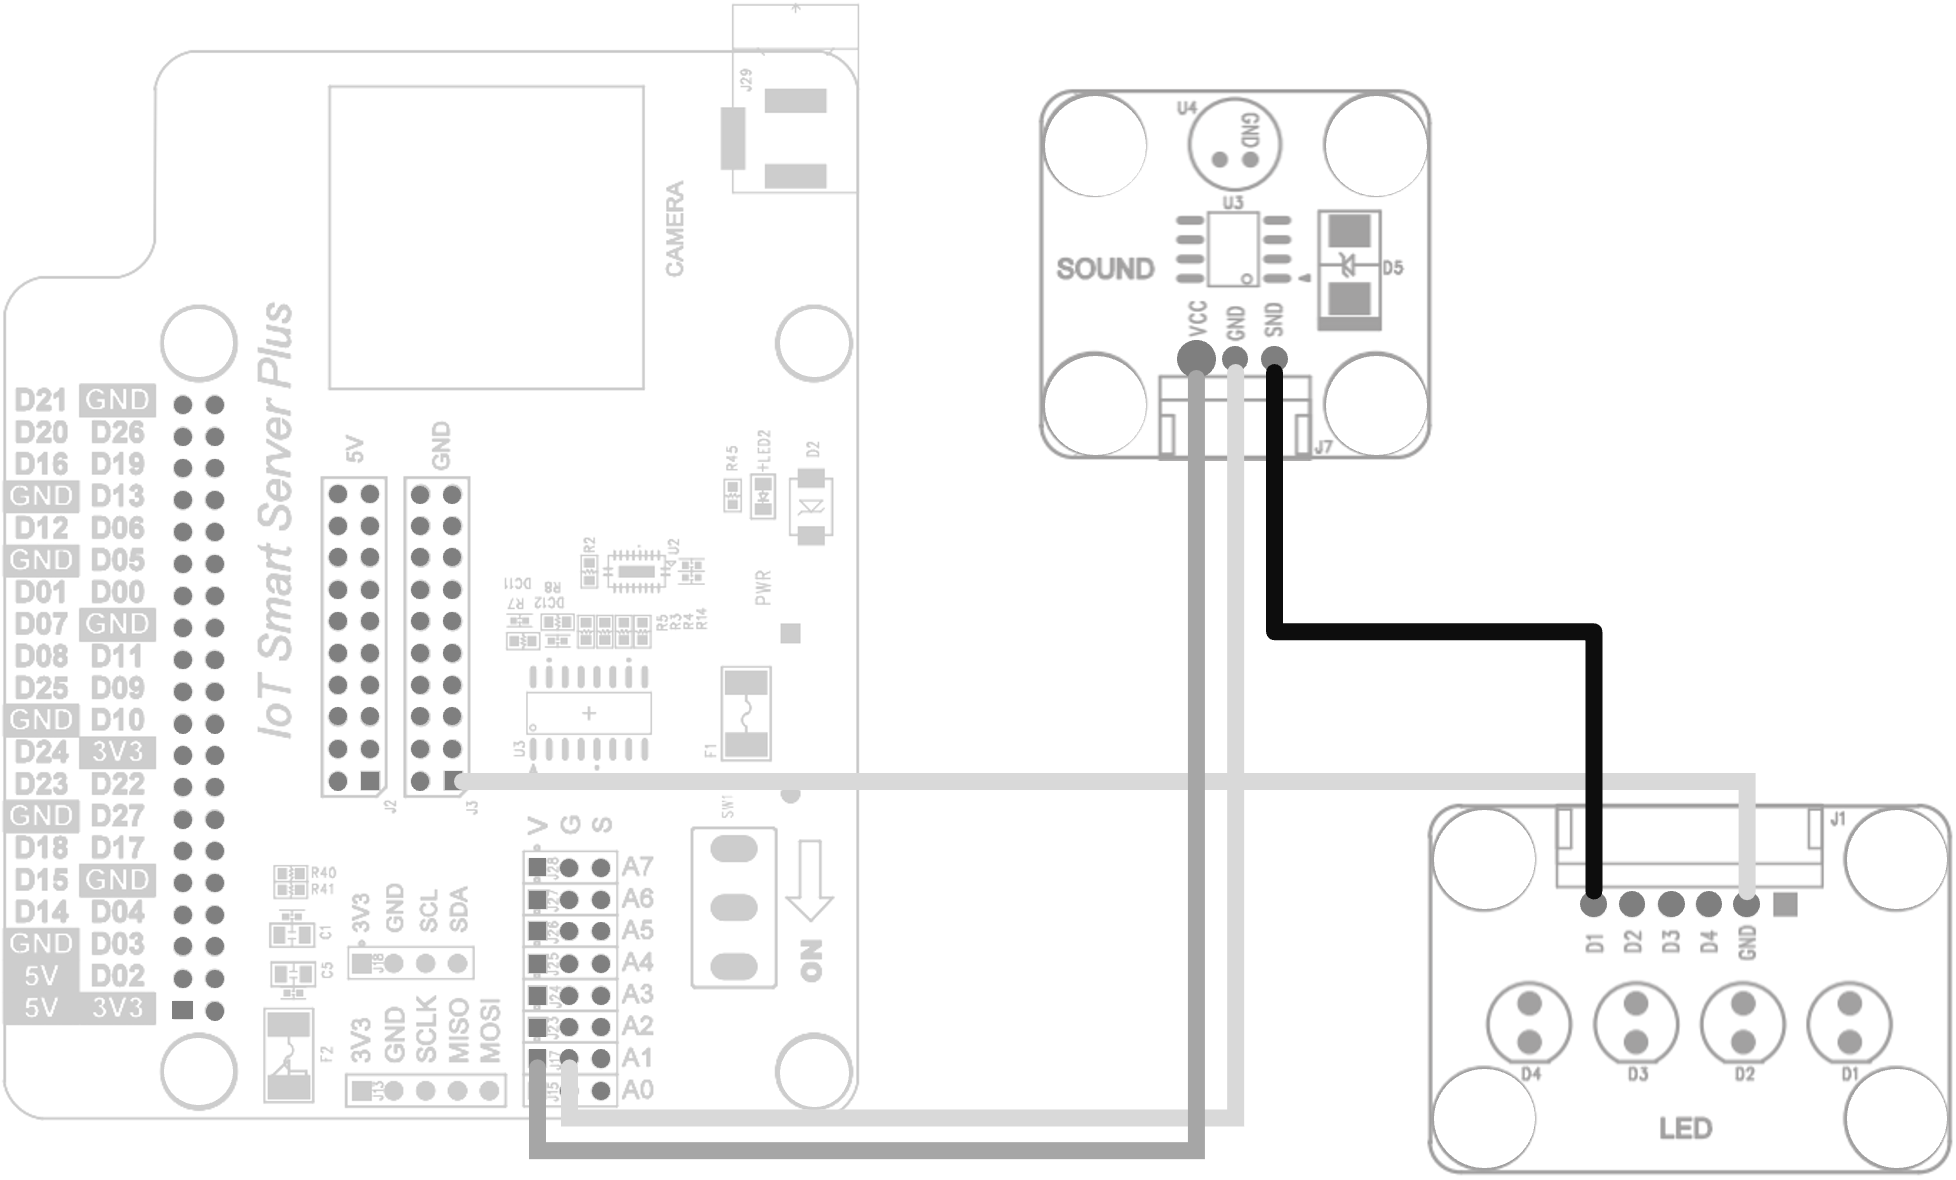 J29
CAMERA
IoT Smart Server Plus
D21 GND
D20 D26
D16 D19
GND D13
D12 D06
GND D05
D01 D00
D07 GND
D08 D11
D25 D09
GND D10
D24 3V3
D23 D22
GND D27
D18 D17
D15 GND
D14 D04
GND D03
5V D02
5V 3V3
5V
GND
J2
J3
R45
+LED2
D2
R2
U2
DC11
R8
R7
DC12
R5
R3
R4
R14
PWR
U3
F1
SW1
ON
V G S
J28 A7
J27 A6
J26 A5
J25 A4
J24 A3
J23 A2
J17 A1
J15 A0
R40
R41
C1
C5
F2
3V3 GND SCL SDA
J18
3V3 GND SCLK MISO MOSI
J13
U4
GND
U3
SOUND
D5
VCC GND SND
J7
J1
D1 D2 D3 D4 GND
D4 D3 D2 D1
LED